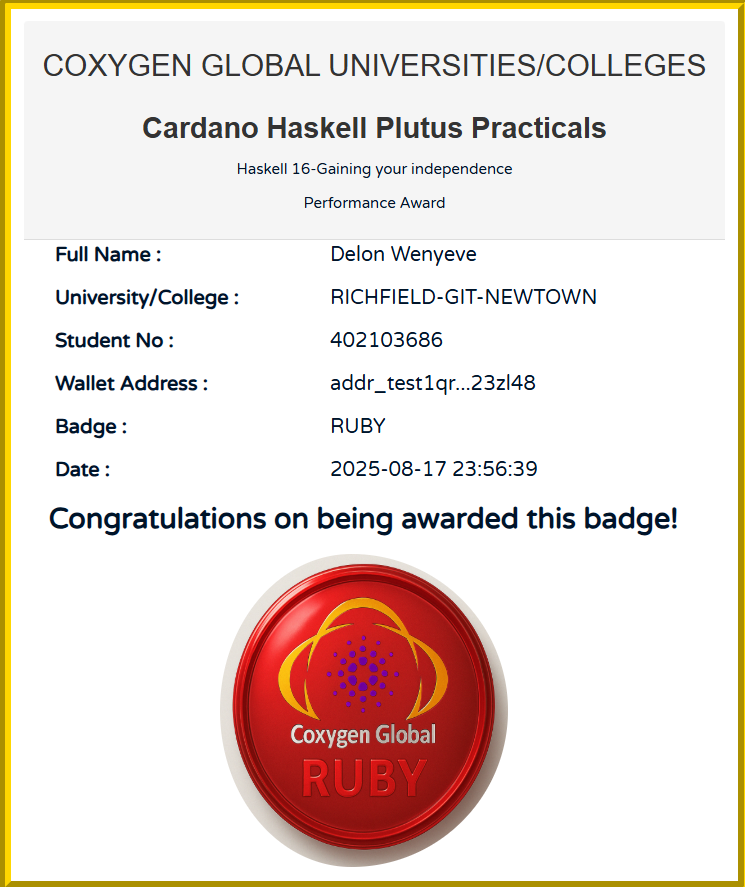 COXYGEN GLOBAL UNIVERSITIES/COLLEGES
Cardano Haskell Plutus Practicals
Haskell 16-Gaining your independence
Performance Award
Full Name : Delon Wenyeve
University/College : RICHFIELD-GIT-NEWTOWN
Student No : 402103686
Wallet Address : addr_test1qr...23zl48
Badge : RUBY
Date : 2025-08-17 23:56:39
Congratulations on being awarded this badge!
Coxygen Global
RUBY